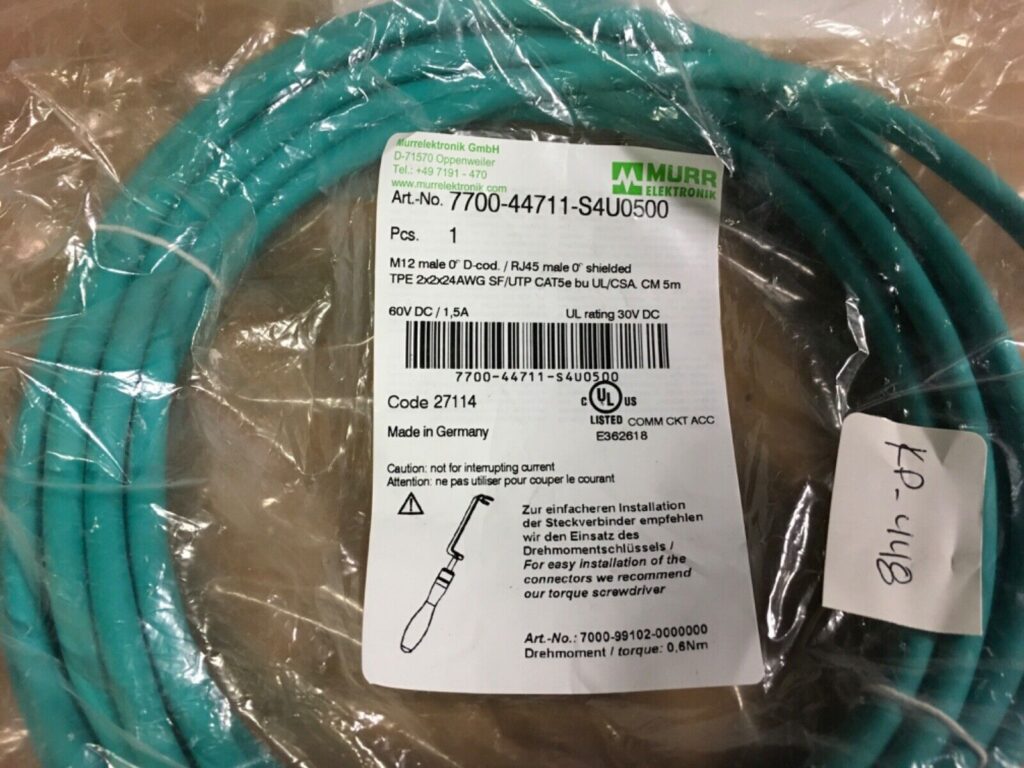 Murrelektronik GmbH
D-71570 Oppenweiler
Tel.: +49 7191 - 470
www.murrelektronik.com
MURR
ELEKTRONIK
Art.-No. 7700-44711-S4U0500
Pcs. 1
M12 male 0° D-cod. / RJ45 male 0° shielded
TPE 2x2x24AWG SF/UTP CAT5e bu UL/CSA. CM 5m
60V DC / 1,5A UL rating 30V DC
7700-44711-S4U0500
Code 27114
c UL US
LISTED COMM CKT ACC
E362618
Made in Germany
Caution: not for interrupting current
Attention: ne pas utiliser pour couper le courant
Zur einfacheren Installation
der Steckverbinder empfehlen
wir den Einsatz des
Drehmomentschlüssels /
For easy installation of the
connectors we recommend
our torque screwdriver
Art.-No.: 7000-99102-0000000
Drehmoment / torque: 0,6Nm
KP-448